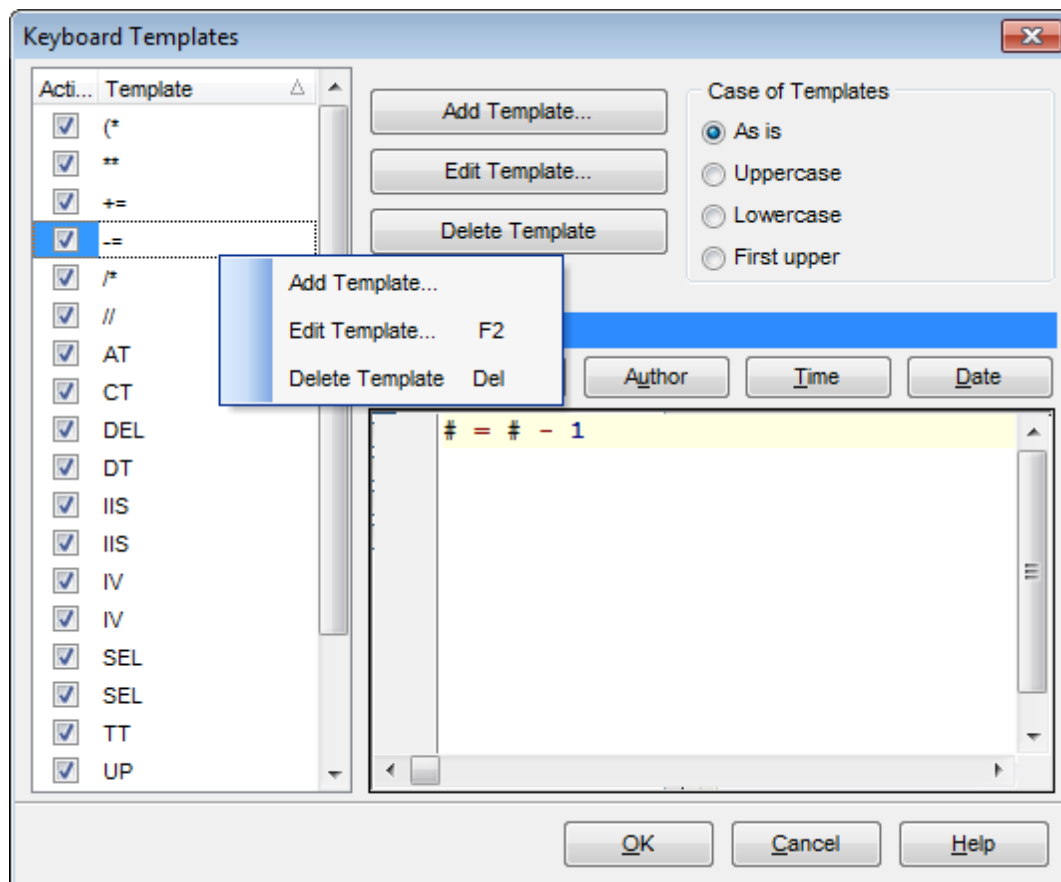 Keyboard Templates
Acti... Template
(*
**
+=
-=
/*
//
AT
CT
DEL
DT
IIS
IIS
IV
IV
SEL
SEL
TT
UP
Add Template...
Edit Template...
Delete Template
Case of Templates
As is
Uppercase
Lowercase
First upper
Add Template...
Edit Template... F2
Delete Template Del
Author Time Date
# = # - 1
OK Cancel Help